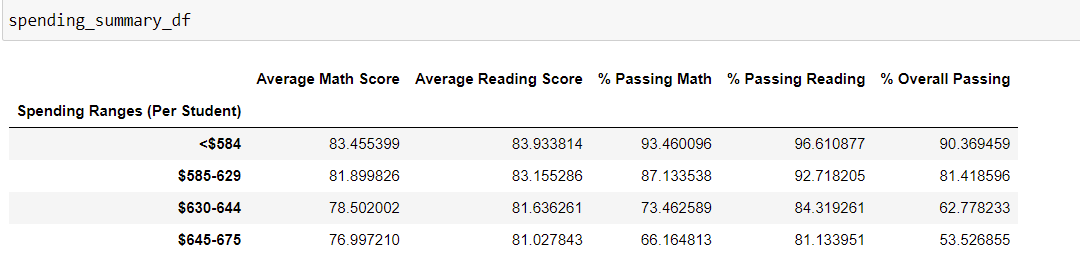 spending_summary_df
Average Math Score Average Reading Score % Passing Math % Passing Reading % Overall Passing
Spending Ranges (Per Student)
<$584 83.455399 83.933814 93.460096 96.610877 90.369459
$585-629 81.899826 83.155286 87.133538 92.718205 81.418596
$630-644 78.502002 81.636261 73.462589 84.319261 62.778233
$645-675 76.997210 81.027843 66.164813 81.133951 53.526855